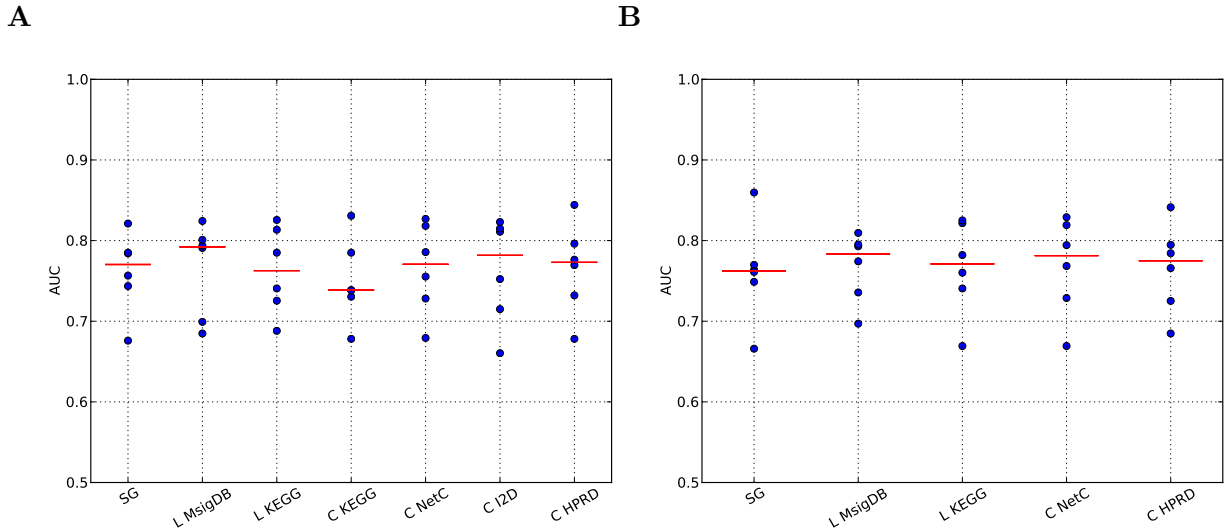 A
B
AUC
1.0
0.9
0.8
0.7
0.6
0.5
SG
L MsigDB
L KEGG
C KEGG
C NetC
C I2D
C HPRD
AUC
1.0
0.9
0.8
0.7
0.6
0.5
SG
L MsigDB
L KEGG
C NetC
C HPRD